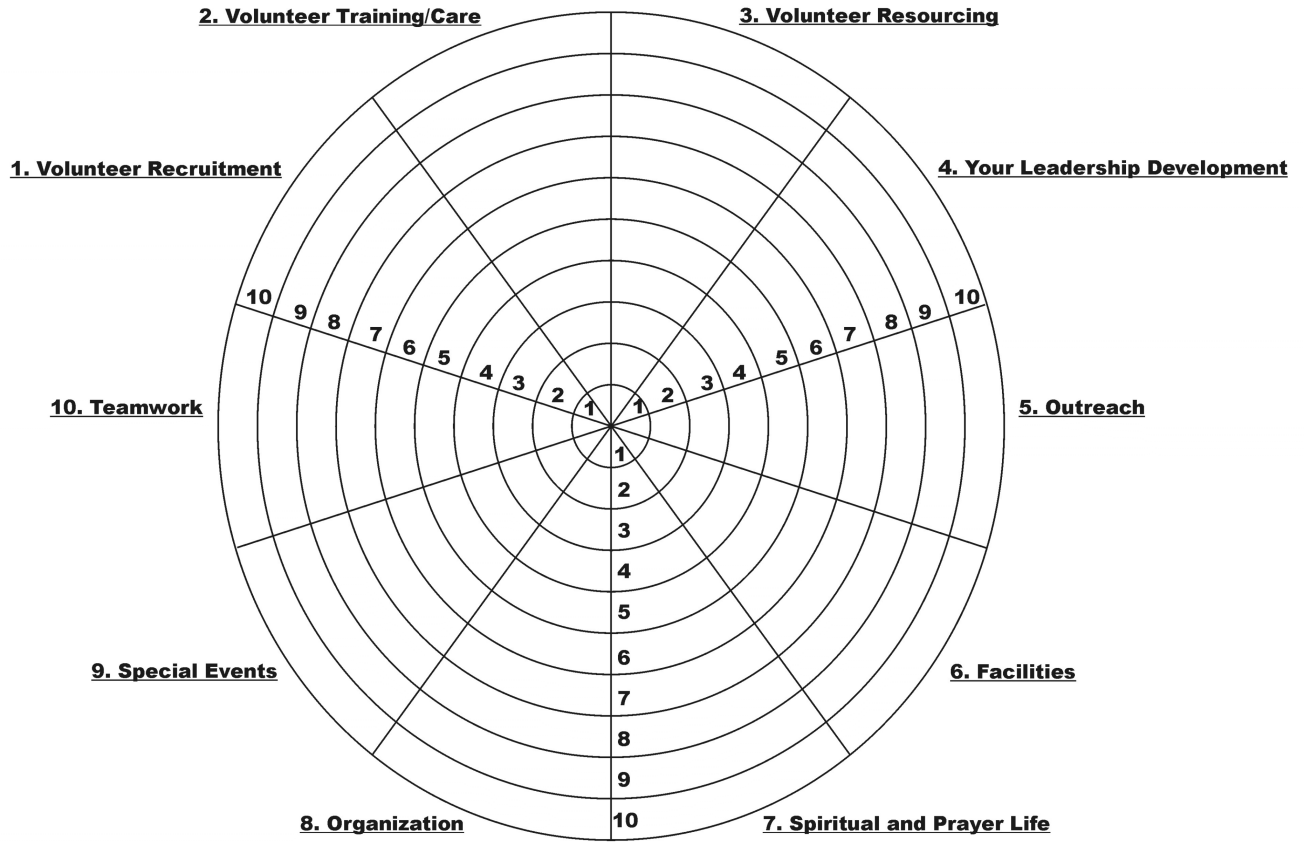 2. Volunteer Training/Care
3. Volunteer Resourcing
1. Volunteer Recruitment
4. Your Leadership Development
10 9 8 7 6 5 4 3 2 1
1 2 3 4 5 6 7 8 9 10
10. Teamwork
5. Outreach
1
2
3
4
5
6
7
8
9
10
9. Special Events
6. Facilities
8. Organization
7. Spiritual and Prayer Life